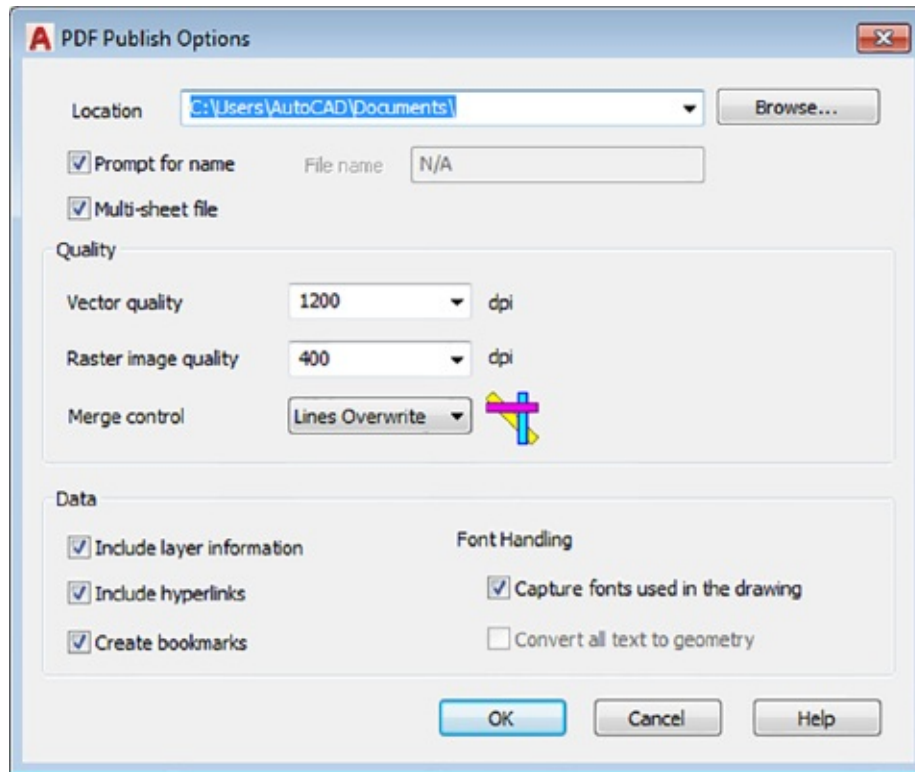 PDF Publish Options
Location C:\Users\AutoCAD\Documents\ Browse...
Prompt for name File name N/A
Multi-sheet file
Quality
Vector quality 1200 dpi
Raster image quality 400 dpi
Merge control Lines Overwrite
Data
Include layer information Font Handling
Include hyperlinks Capture fonts used in the drawing
Create bookmarks Convert all text to geometry
OK Cancel Help